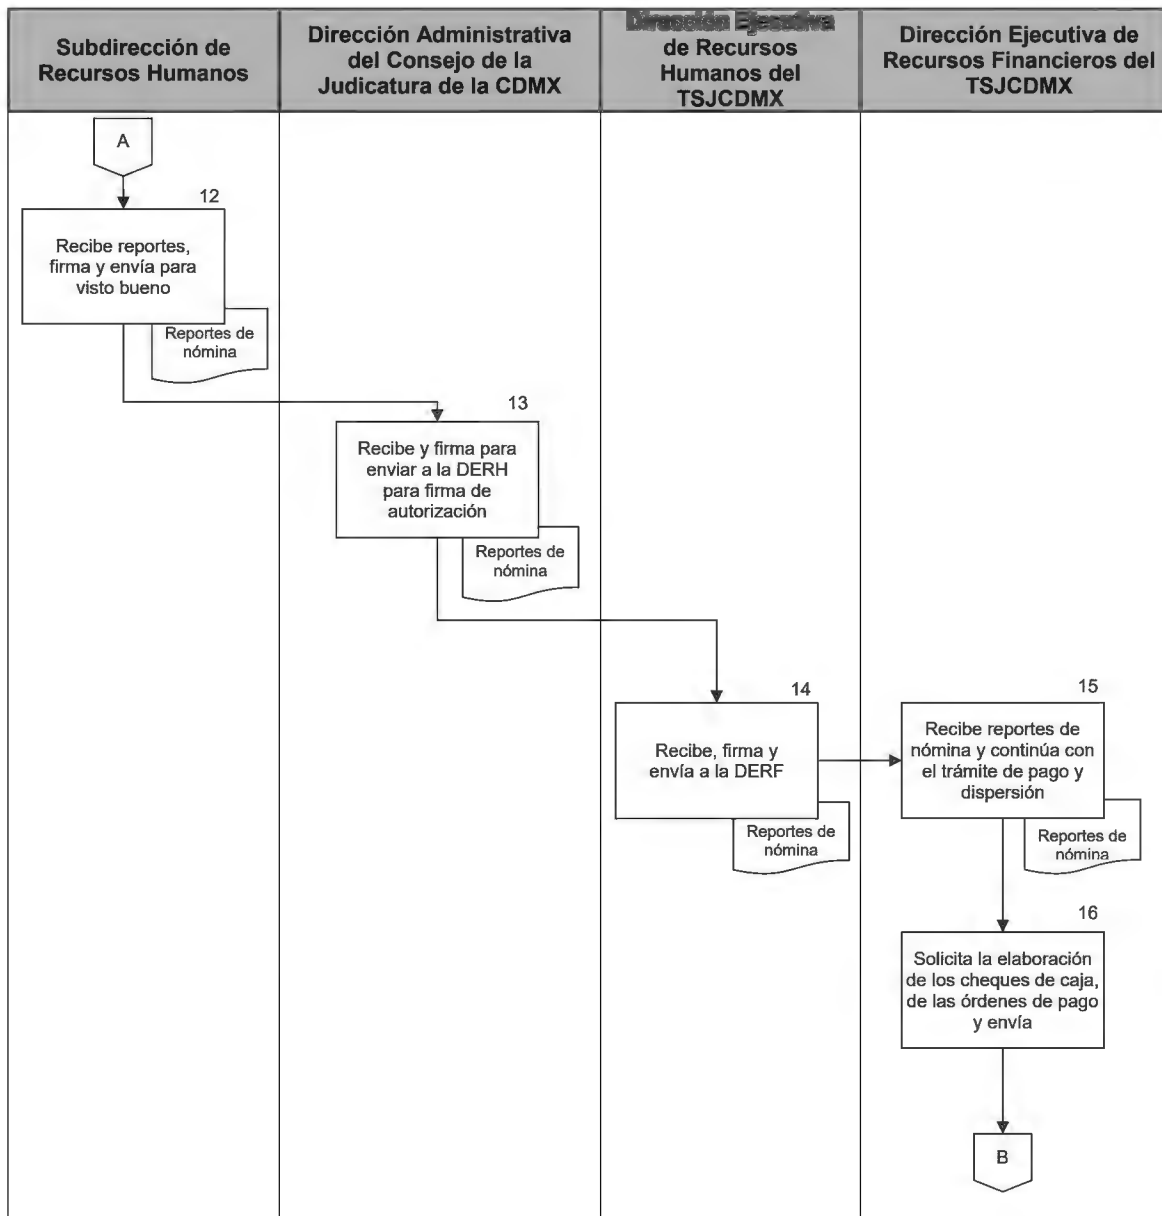 Subdirección de
Recursos Humanos
Dirección Administrativa
del Consejo de la
Judicatura de la CDMX
Dirección Ejecutiva
de Recursos
Humanos del
TSJCDMX
Dirección Ejecutiva de
Recursos Financieros del
TSJCDMX
A
12
Recibe reportes,
firma y envía para
visto bueno
Reportes de
nómina
13
Recibe y firma para
enviar a la DERH
para firma de
autorización
Reportes de
nómina
14
Recibe, firma y
envía a la DERF
Reportes de
nómina
15
Recibe reportes de
nómina y continúa con
el trámite de pago y
dispersión
Reportes de
nómina
16
Solicita la elaboración
de los cheques de caja,
de las órdenes de pago
y envía
B